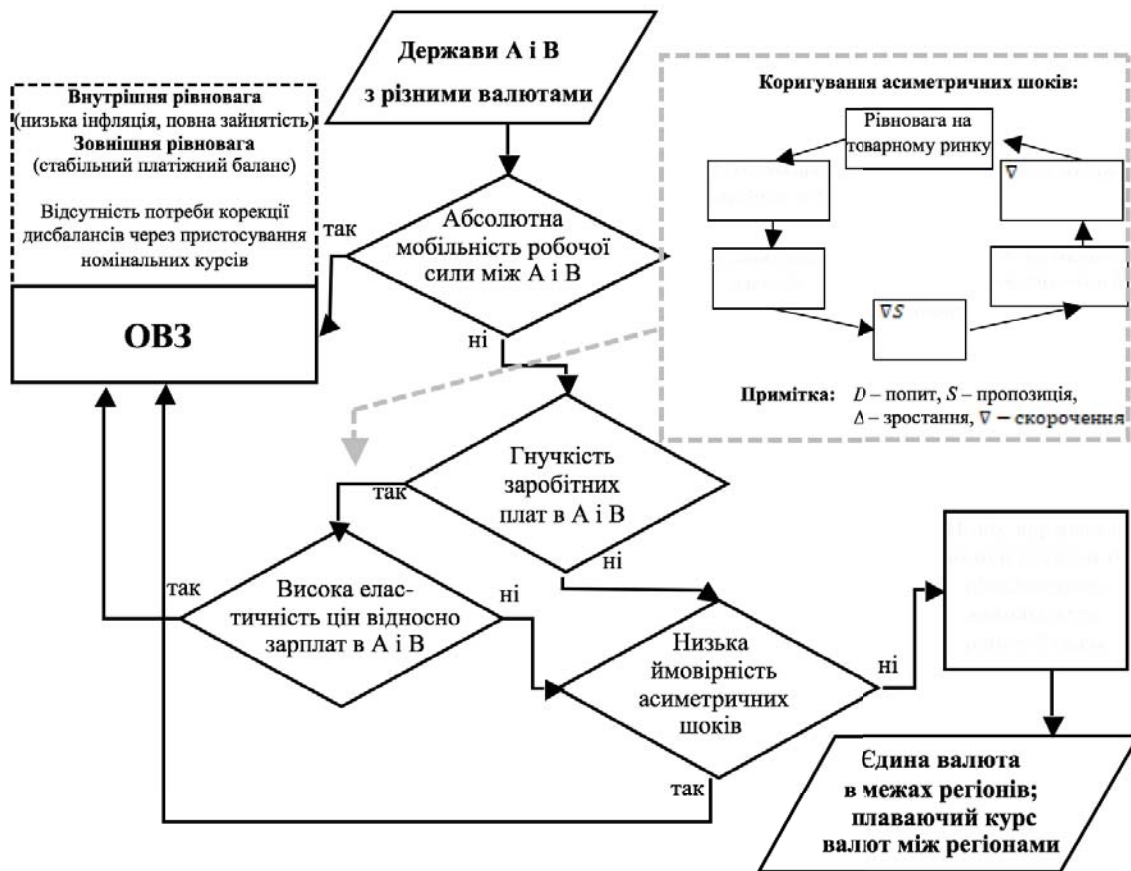 Держави А і В
з різними валютами
Внутрішня рівновага
(низька інфляція, повна зайнятість)
Зовнішня рівновага
(стабільний платіжний баланс)
Відсутність потреби корекції
дисбалансів через пристосування
номінальних курсів
ОВЗ
так
Абсолютна
мобільність робочої
сили між А і В
ні
Коригування асиметричних шоків:
Рівновага на
товарному ринку
∇
∇S
Примітка: D – попит, S – пропозиція,
Δ – зростання, ∇ – скорочення
Гнучкість
заробітних
плат в А і В
так
ні
Висока елас-
тичність цін відносно
зарплат в А і В
так
ні
Низька
ймовірність
асиметричних
шоків
ні
так
Єдина валюта
в межах регіонів;
плаваючий курс
валют між регіонами